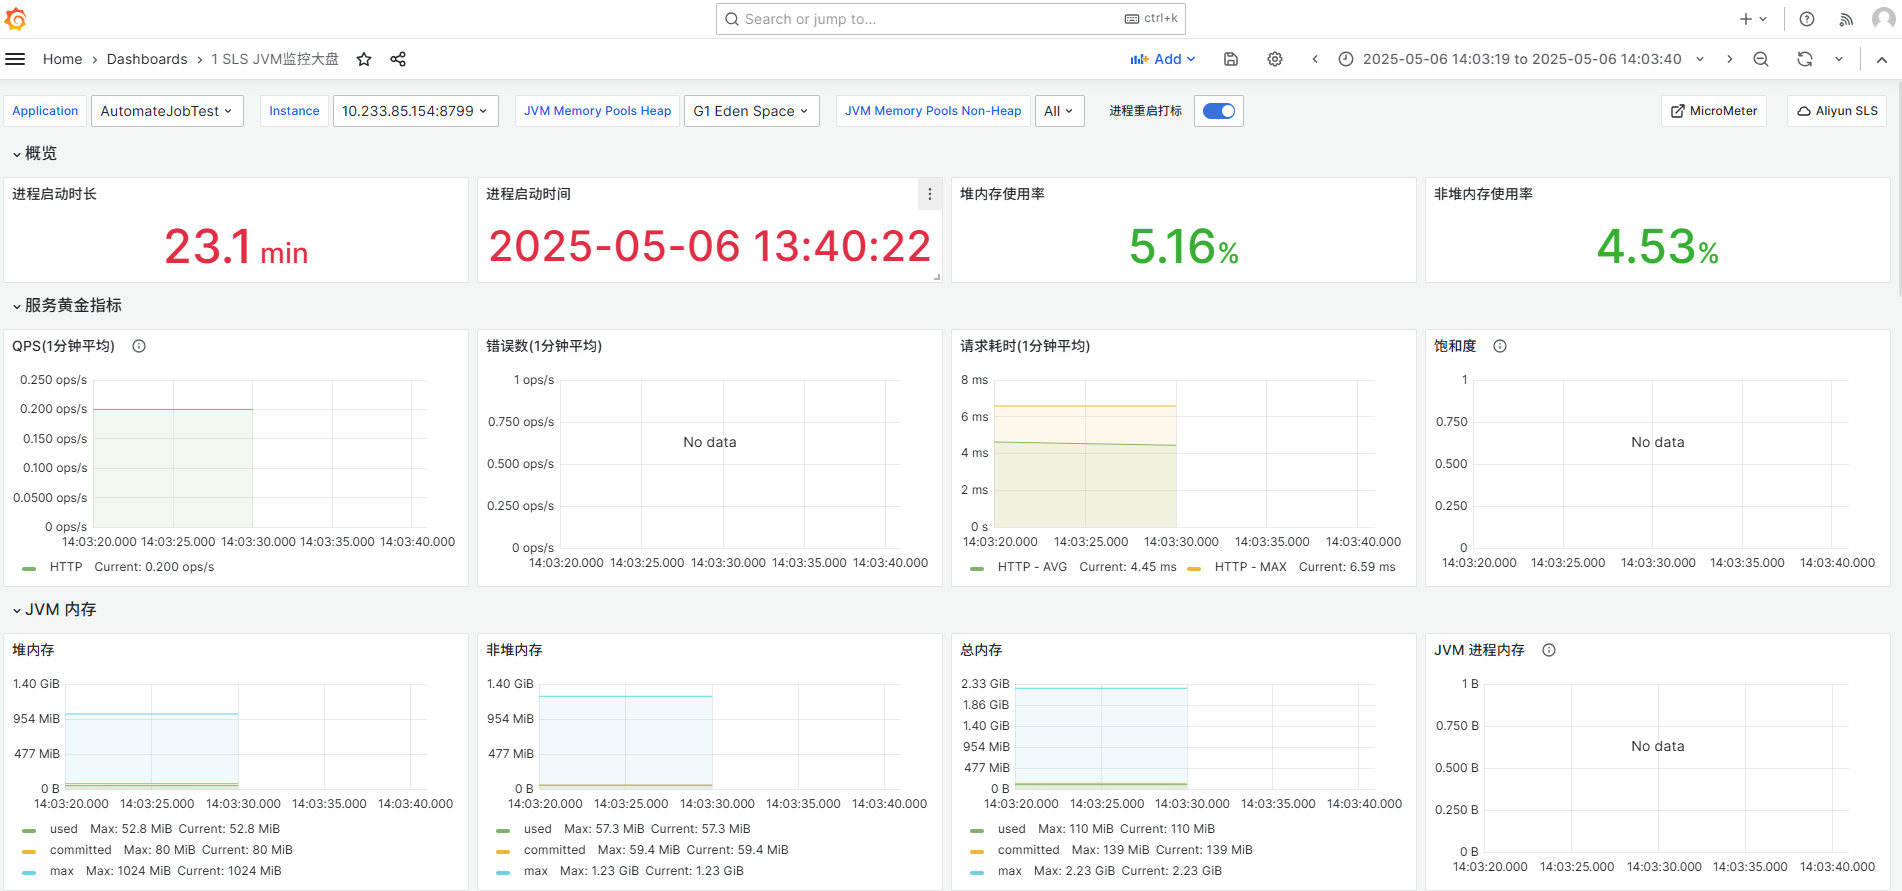 Search or jump to...
ctrl+k
Home
Dashboards
1 SLS JVM监控大盘
Add
2025-05-06 14:03:19 to 2025-05-06 14:03:40
Application
AutomateJobTest
Instance
10.233.85.154:8799
JVM Memory Pools Heap
G1 Eden Space
JVM Memory Pools Non-Heap
All
进程重启打标
MicroMeter
Aliyun SLS
概览
进程启动时长
23.1 min
进程启动时间
2025-05-06 13:40:22
堆内存使用率
5.16%
非堆内存使用率
4.53%
服务黄金指标
QPS(1分钟平均)
0.250 ops/s
0.200 ops/s
0.150 ops/s
0.100 ops/s
0.0500 ops/s
0 ops/s
14:03:20.000 14:03:25.000 14:03:30.000 14:03:35.000 14:03:40.000
HTTP Current: 0.200 ops/s
错误数(1分钟平均)
1 ops/s
0.750 ops/s
0.500 ops/s
0.250 ops/s
0 ops/s
No data
14:03:20.000 14:03:25.000 14:03:30.000 14:03:35.000 14:03:40.000
请求耗时(1分钟平均)
8 ms
6 ms
4 ms
2 ms
0 s
14:03:20.000 14:03:25.000 14:03:30.000 14:03:35.000 14:03:40.000
HTTP - AVG Current: 4.45 ms HTTP - MAX Current: 6.59 ms
饱和度
1
0.750
0.500
0.250
0
No data
14:03:20.000 14:03:25.000 14:03:30.000 14:03:35.000 14:03:40.000
JVM 内存
堆内存
1.40 GiB
954 MiB
477 MiB
0 B
14:03:20.000 14:03:25.000 14:03:30.000 14:03:35.000 14:03:40.000
used Max: 52.8 MiB Current: 52.8 MiB
committed Max: 80 MiB Current: 80 MiB
max Max: 1024 MiB Current: 1024 MiB
非堆内存
1.40 GiB
954 MiB
477 MiB
0 B
14:03:20.000 14:03:25.000 14:03:30.000 14:03:35.000 14:03:40.000
used Max: 57.3 MiB Current: 57.3 MiB
committed Max: 59.4 MiB Current: 59.4 MiB
max Max: 1.23 GiB Current: 1.23 GiB
总内存
2.33 GiB
1.86 GiB
1.40 GiB
954 MiB
477 MiB
0 B
14:03:20.000 14:03:25.000 14:03:30.000 14:03:35.000 14:03:40.000
used Max: 110 MiB Current: 110 MiB
committed Max: 139 MiB Current: 139 MiB
max Max: 2.23 GiB Current: 2.23 GiB
JVM 进程内存
1 B
0.750 B
0.500 B
0.250 B
0 B
No data
14:03:20.000 14:03:25.000 14:03:30.000 14:03:35.000 14:03:40.000